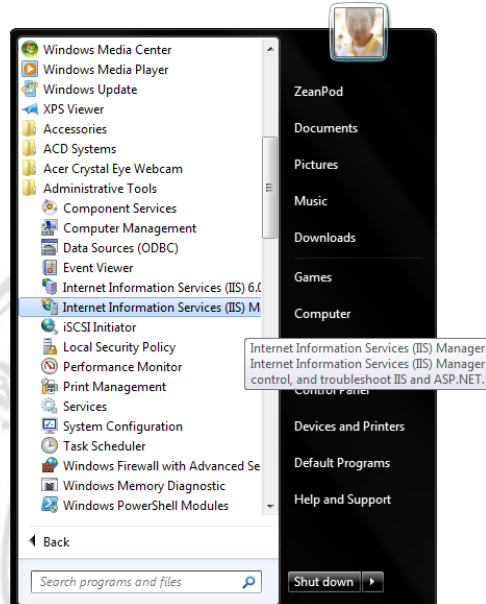 Windows Media Center
Windows Media Player
Windows Update
XPS Viewer
Accessories
ACD Systems
Acer Crystal Eye Webcam
Administrative Tools
Component Services
Computer Management
Data Sources (ODBC)
Event Viewer
Internet Information Services (IIS) 6.0
Internet Information Services (IIS) M
iSCSI Initiator
Local Security Policy
Performance Monitor
Print Management
Services
System Configuration
Task Scheduler
Windows Firewall with Advanced Se
Windows Memory Diagnostic
Windows PowerShell Modules
Back
Search programs and files
ZeanPod
Documents
Pictures
Music
Downloads
Games
Computer
Internet Information Services (IIS) Manager
Internet Information Services (IIS) Manager
control, and troubleshoot IIS and ASP.NET.
Control Panel
Devices and Printers
Default Programs
Help and Support
Shut down